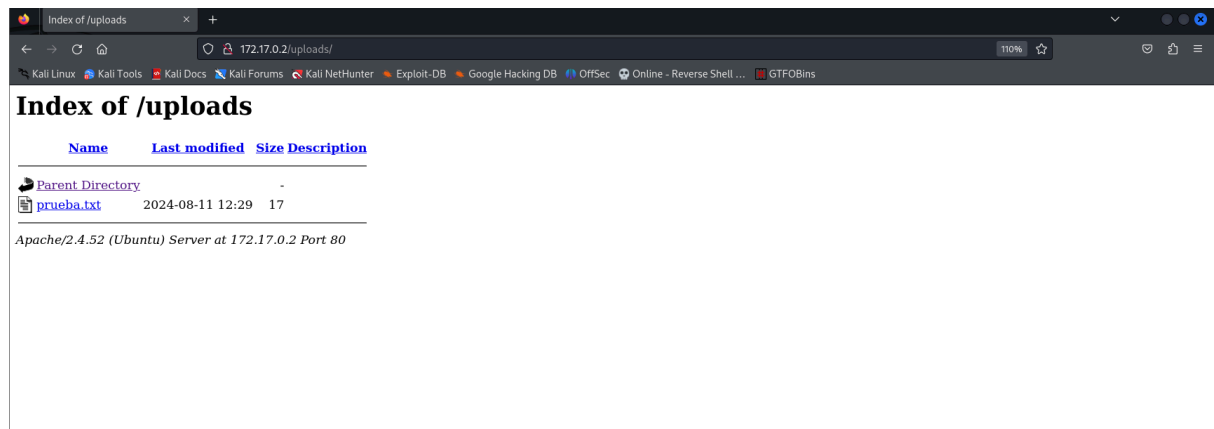 Index of /uploads
172.17.0.2/uploads/
110%
Kali Linux Kali Tools Kali Docs Kali Forums Kali NetHunter Exploit-DB Google Hacking DB OffSec Online - Reverse Shell ... GTFOBins
Index of /uploads
Name Last modified Size Description
Parent Directory -
prueba.txt 2024-08-11 12:29 17
Apache/2.4.52 (Ubuntu) Server at 172.17.0.2 Port 80